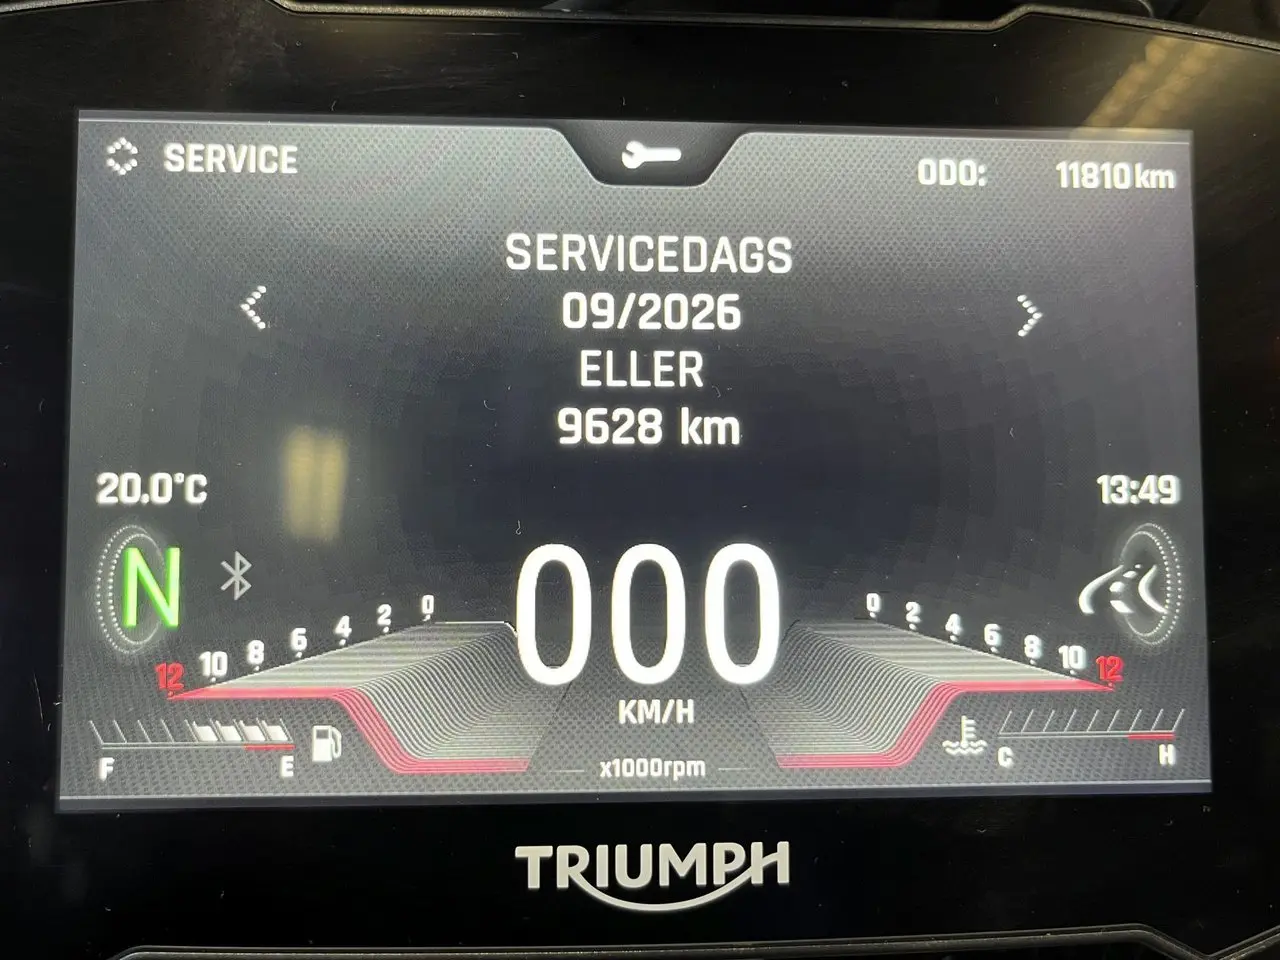 SERVICE
ODO: 11810 km
SERVICEDAGS
09/2026
ELLER
9628 km
20.0°C
13:49
N
000
KM/H
x1000rpm
12 10 8 6 4 2 0
0 2 4 6 8 10 12
F E
C H
TRIUMPH